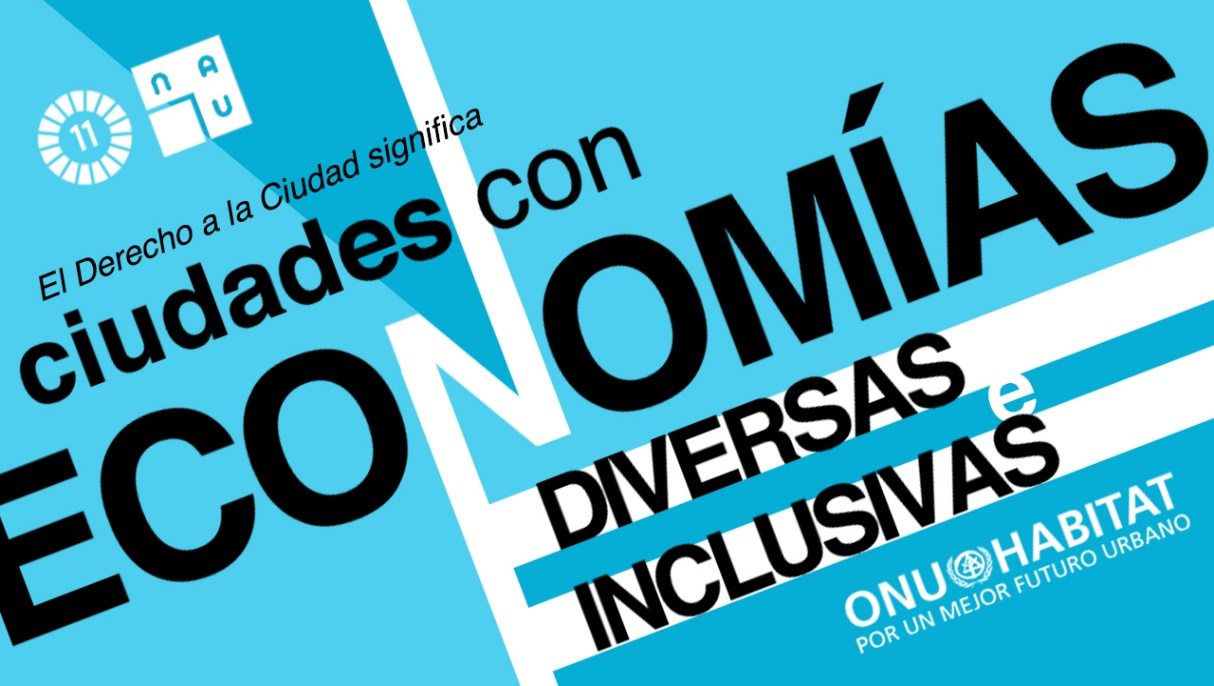 11
N A
U
El Derecho a la Ciudad significa
ciudades con
ECONOMÍAS
DIVERSAS e
INCLUSIVAS
ONU HABITAT
POR UN MEJOR FUTURO URBANO